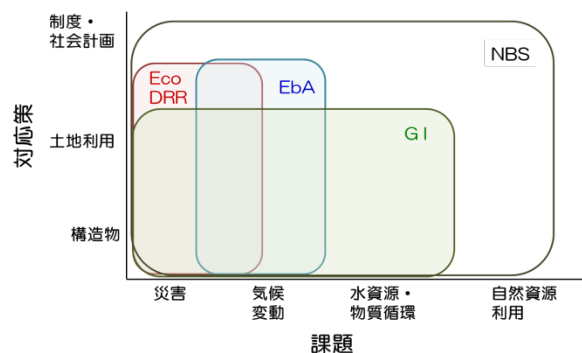 制度・
社会計画
NBS
Eco
DRR
EbA
GI
対応策
土地利用
構造物
災害
気候
変動
水資源・
物質循環
自然資源
利用
課題